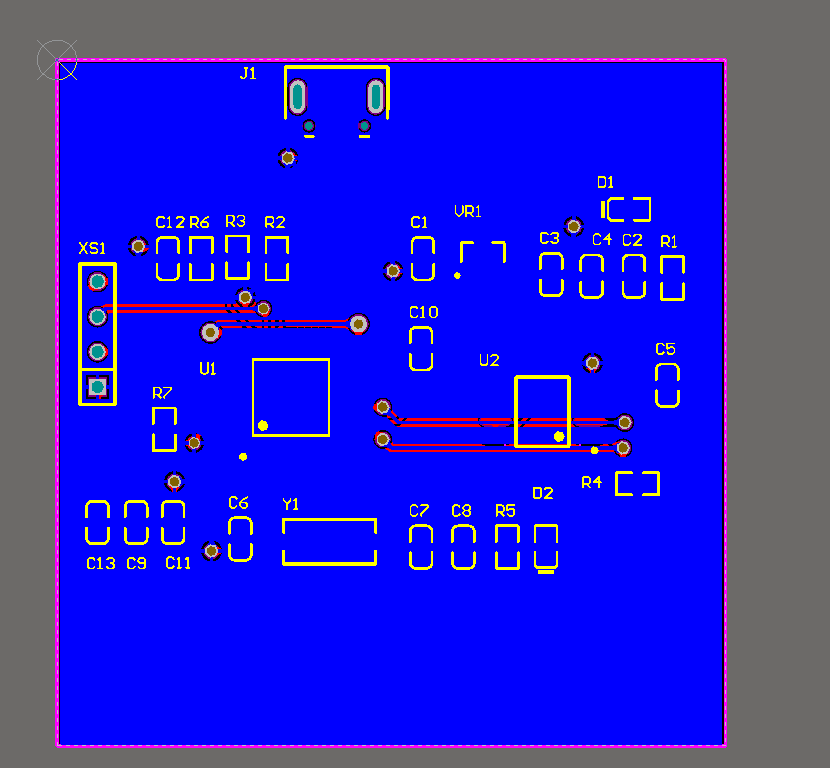 J1
D1
C12 R6 R3 R2 C1 VR1
XS1 C3 C4 C2 R1
C10
U1 U2 C5
R7
R4
D2
C6 Y1 C7 C8 R5
C13 C9 C11